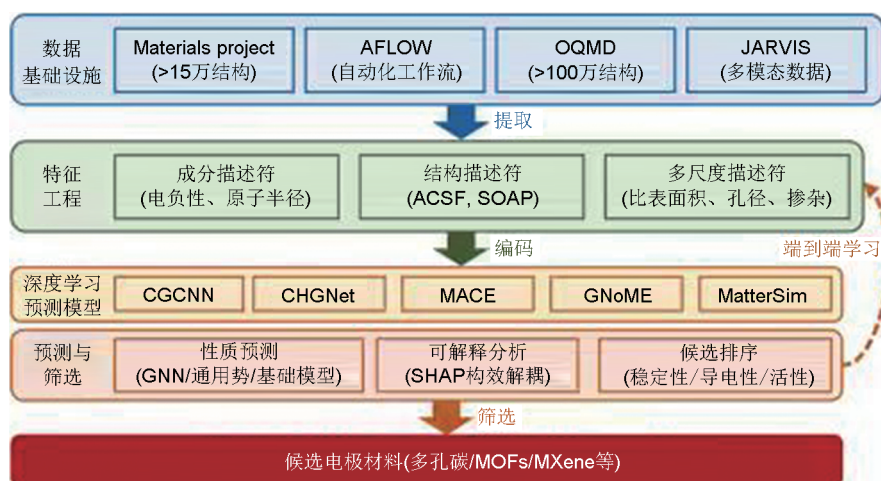 数据
基础设施
Materials project
(>15万结构)
AFLOW
(自动化工作流)
OQMD
(>100万结构)
JARVIS
(多模态数据)
提取
特征
工程
成分描述符
(电负性、原子半径)
结构描述符
(ACSF, SOAP)
多尺度描述符
(比表面积、孔径、掺杂)
编码
端到端学习
深度学习
预测模型
CGCNN
CHGNet
MACE
GNoME
MatterSim
预测与
筛选
性质预测
(GNN/通用势/基础模型)
可解释分析
(SHAP构效解耦)
候选排序
(稳定性/导电性/活性)
筛选
候选电极材料(多孔碳/MOFs/MXene等)